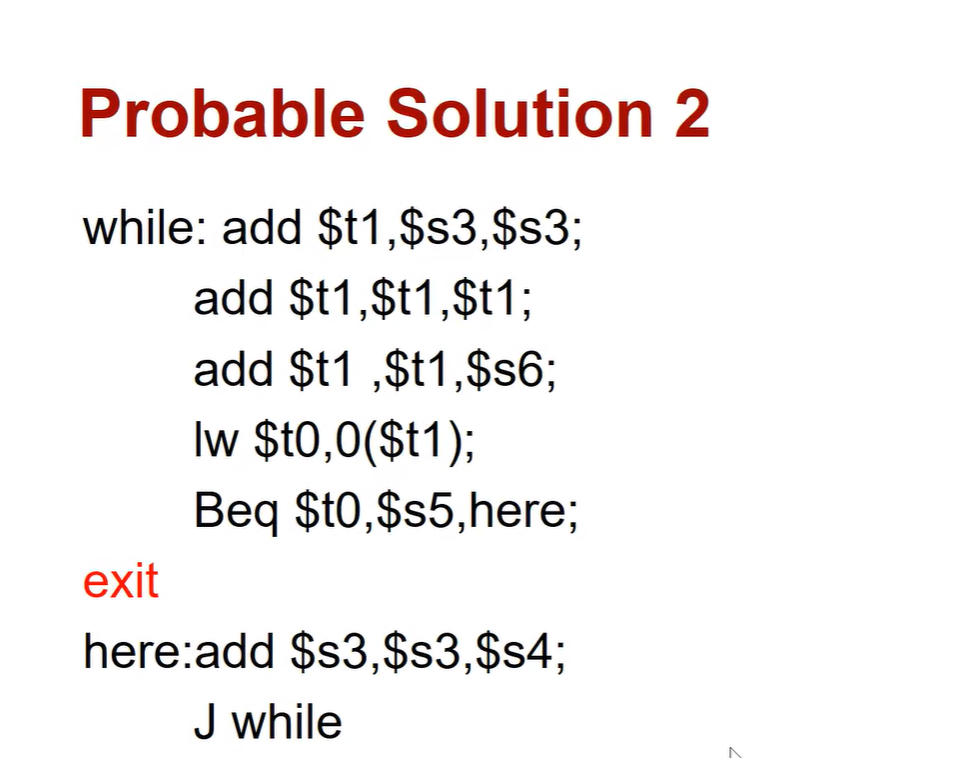 Probable Solution 2
while: add $t1,$s3,$s3;
add $t1,$t1,$t1;
add $t1 ,$t1,$s6;
lw $t0,0($t1);
Beq $t0,$s5,here;
exit
here:add $s3,$s3,$s4;
J while